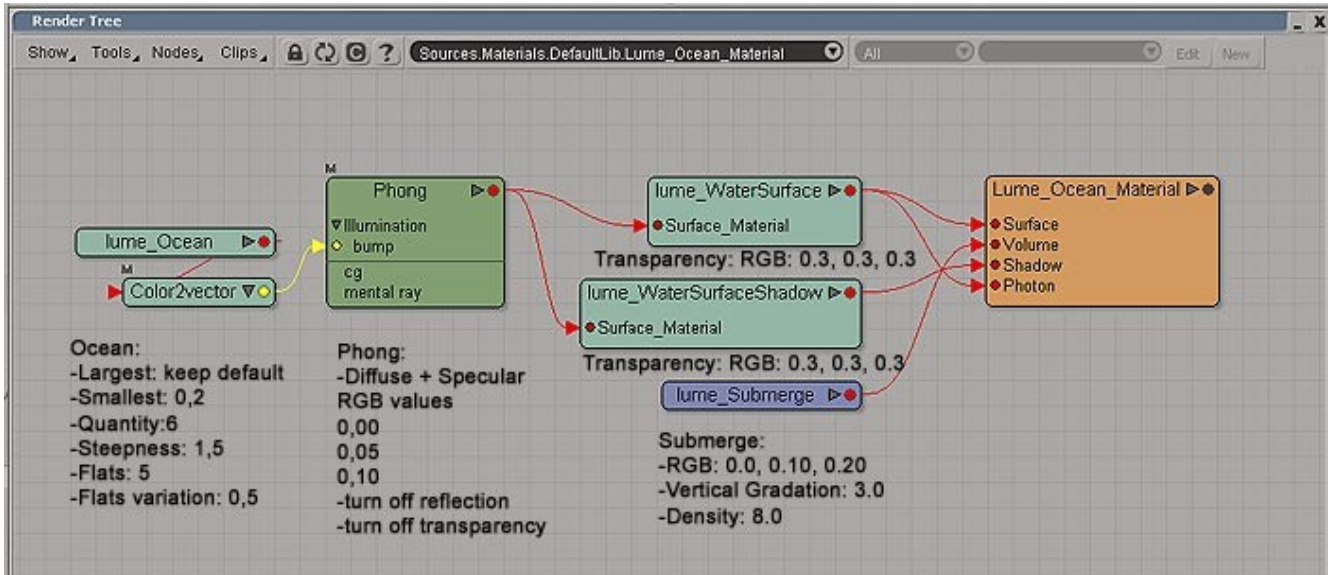 Render Tree
_ X
Show Tools Nodes Clips ? Sources.Materials.DefaultLib.Lume_Ocean_Material All Edit New
M
Phong
Illumination
bump
cg
mental ray
lume_Ocean
M
Color2vector
lume_WaterSurface
Surface_Material
Transparency: RGB: 0.3, 0.3, 0.3
lume_WaterSurfaceShadow
Surface_Material
Transparency: RGB: 0.3, 0.3, 0.3
lume_Submerge
Lume_Ocean_Material
Surface
Volume
Shadow
Photon
Ocean:
-Largest: keep default
-Smallest: 0,2
-Quantity:6
-Steepness: 1,5
-Flats: 5
-Flats variation: 0,5
Phong:
-Diffuse + Specular
RGB values
0,00
0,05
0,10
-turn off reflection
-turn off transparency
Submerge:
-RGB: 0.0, 0.10, 0.20
-Vertical Gradation: 3.0
-Density: 8.0